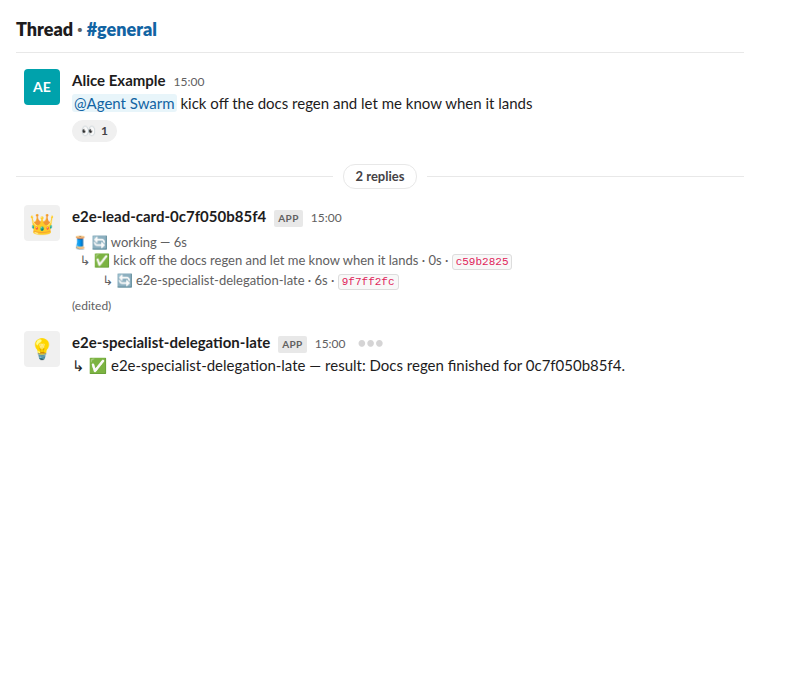 Thread • #general
AE
Alice Example 15:00
@Agent Swarm kick off the docs regen and let me know when it lands
👀 1
2 replies
e2e-lead-card-0c7f050b85f4 APP 15:00
🧵 🔄 working — 6s
↳ ✅ kick off the docs regen and let me know when it lands · 0s · c59b2825
↳ 🔄 e2e-specialist-delegation-late · 6s · 9f7ff2fc
(edited)
e2e-specialist-delegation-late APP 15:00
↳ ✅ e2e-specialist-delegation-late — result: Docs regen finished for 0c7f050b85f4.